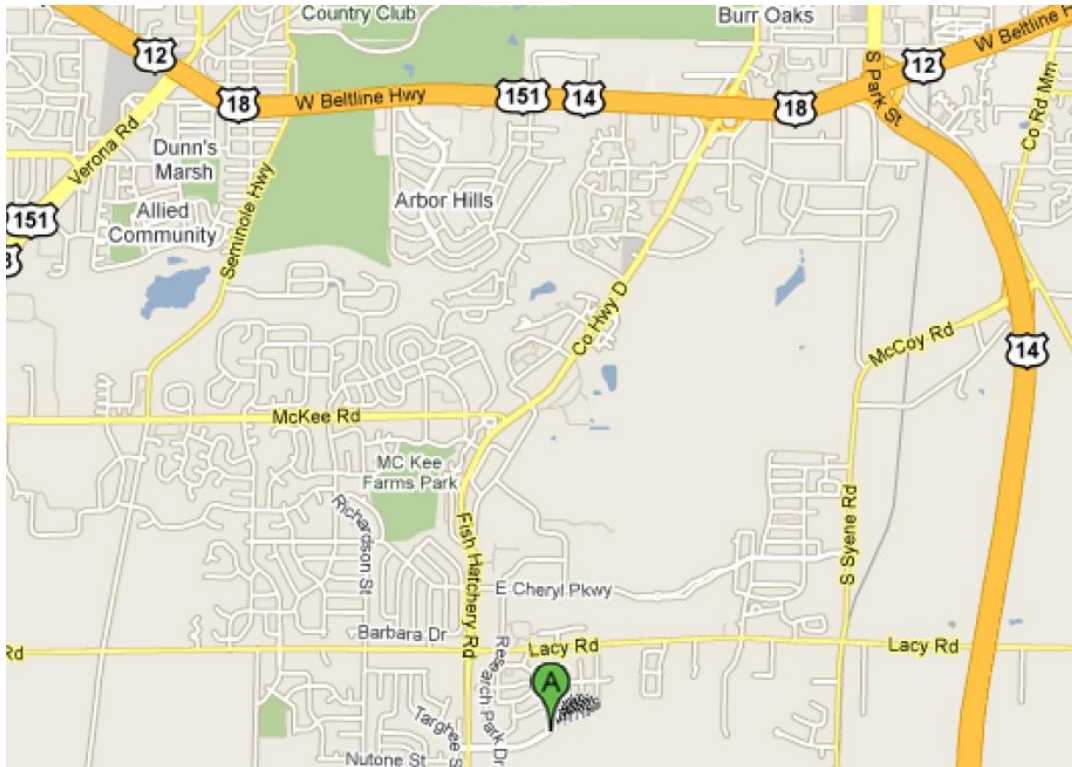 Country Club
Burr Oaks
W Beltline H
12
12
S Park St
W Beltline Hwy
18
151
14
18
Co Rd Mm
Verona Rd
Dunn's
Marsh
Seminole Hwy
Arbor Hills
151
Allied
Community
Co Hwy D
McCoy Rd
14
McKee Rd
MC Kee
Farms Park
Richardson St
Fish Hatchery Rd
S Syene Rd
E Cheryl Pkwy
Barbara Dr
Research Park Dr
Rd
Lacy Rd
Lacy Rd
A
Targhee S
Nutone St